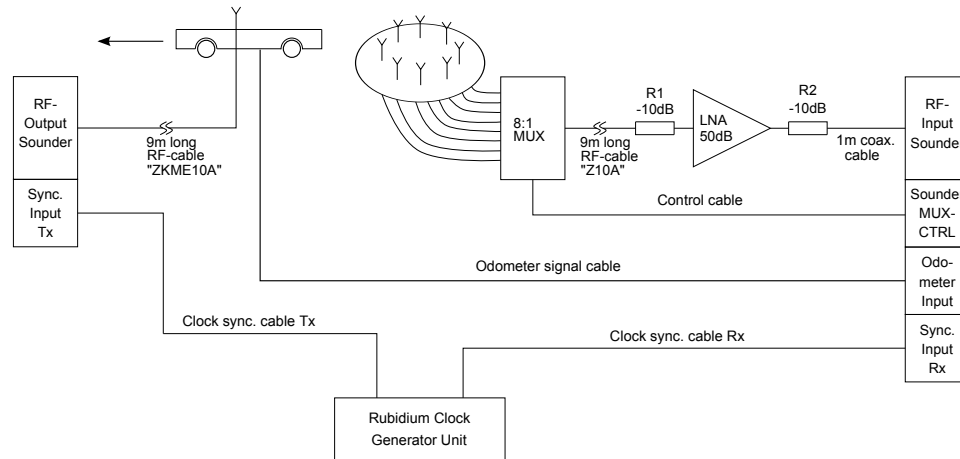 RF-
Output
Sounder
Sync.
Input
Tx
9m long
RF-cable
"ZKME10A"
8:1
MUX
9m long
RF-cable
"Z10A"
R1
-10dB
LNA
50dB
R2
-10dB
1m coax.
cable
RF-
Input
Sounder
Control cable
Sounde
MUX-
CTRL
Odometer signal cable
Odo-
meter
Input
Clock sync. cable Tx
Clock sync. cable Rx
Sync.
Input
Rx
Rubidium Clock
Generator Unit